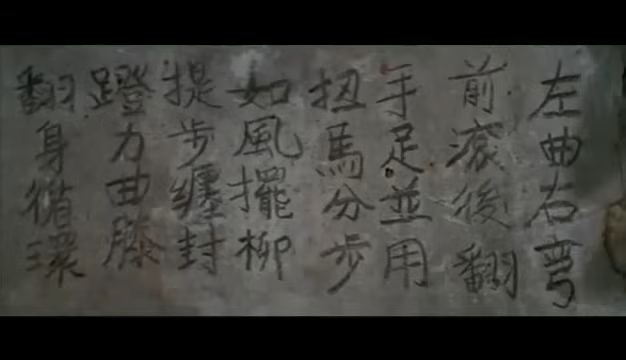 左曲右弯
前滚後翻
手足並用
扭馬分步
如風擺柳
提步纏封
蹬力曲膝
翻身循環